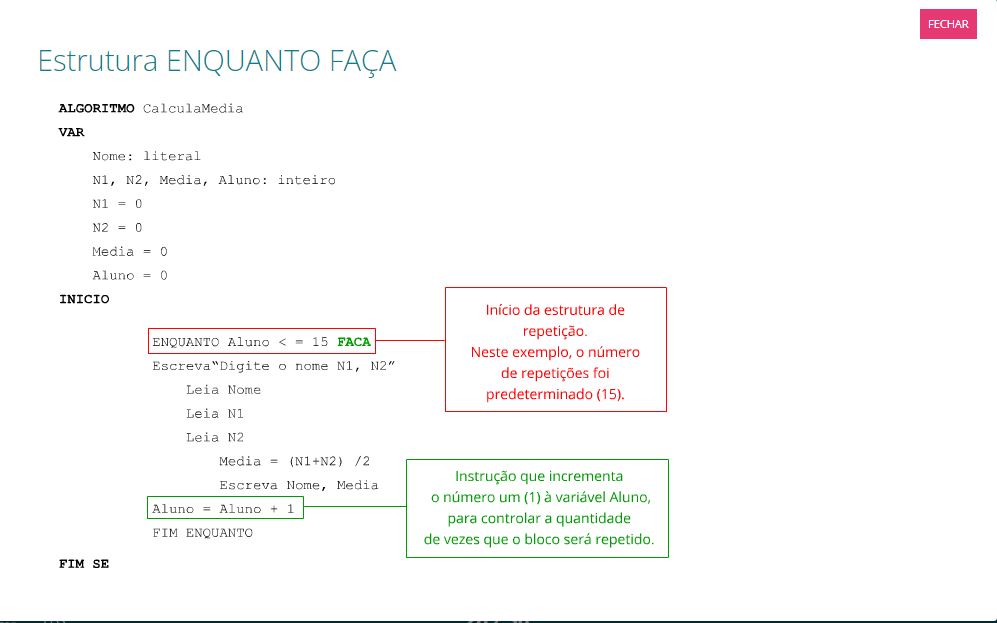 FECHAR
Estrutura ENQUANTO FAÇA
ALGORITMO CalculaMedia
VAR
Nome: literal
N1, N2, Media, Aluno: inteiro
N1 = 0
N2 = 0
Media = 0
Aluno = 0
INICIO
ENQUANTO Aluno < = 15 FACA
Escreva“Digite o nome N1, N2”
Leia Nome
Leia N1
Leia N2
Media = (N1+N2) /2
Escreva Nome, Media
Aluno = Aluno + 1
FIM ENQUANTO
FIM SE
Início da estrutura de
repetição.
Neste exemplo, o número
de repetições foi
predeterminado (15).
Instrução que incrementa
o número um (1) à variável Aluno,
para controlar a quantidade
de vezes que o bloco será repetido.